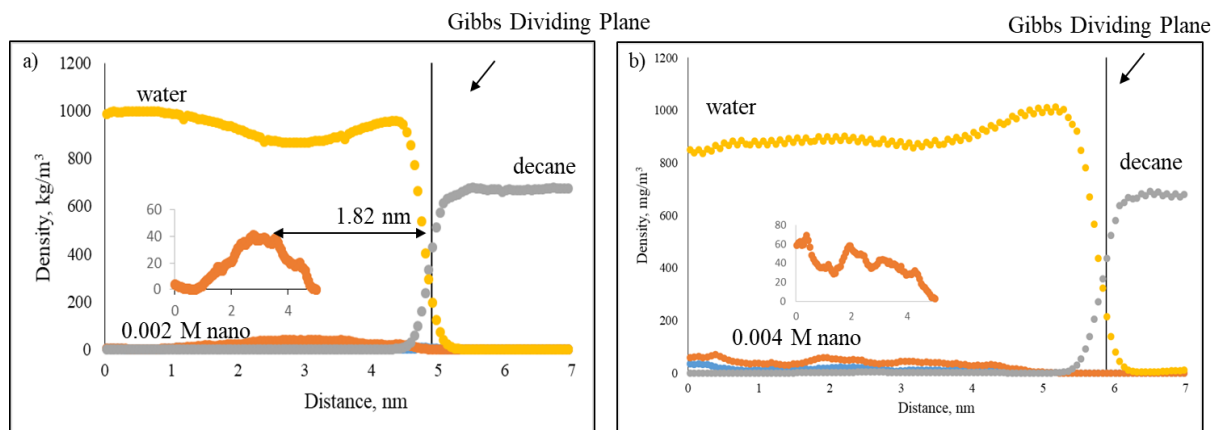 Gibbs Dividing Plane
a)
1200
1000
800
600
400
200
0
water
decane
1.82 nm
60
40
20
0
0 2 4
0.002 M nano
0 1 2 3 4 5 6 7
Distance, nm
Density, kg/m³
Gibbs Dividing Plane
b)
1200
1000
800
600
400
200
0
water
decane
80
60
40
20
0
0 2 4
0.004 M nano
0 1 2 3 4 5 6 7
Distance, nm
Density, mg/m³